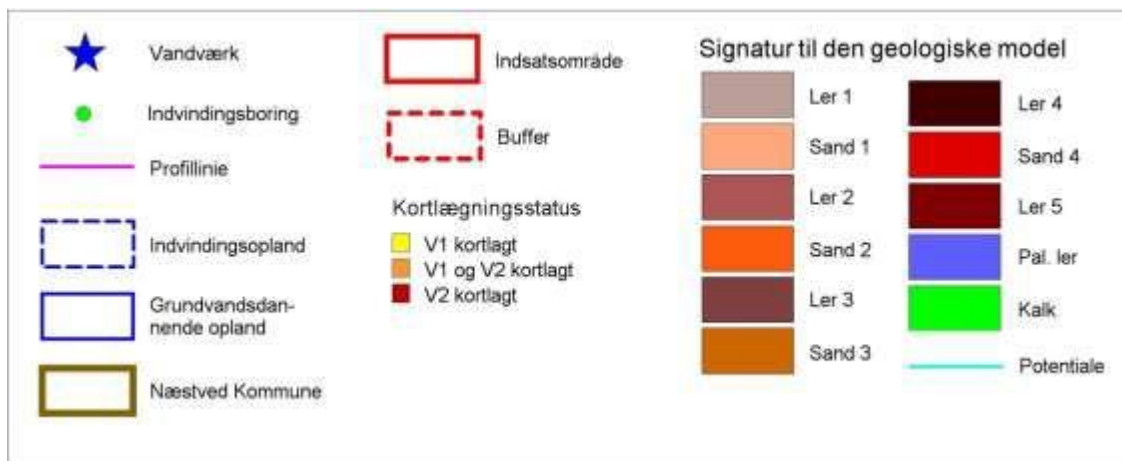 Vandværk
Indvindingsboring
Profillinie
Indvindingsopland
Grundvandsdan-
nende opland
Næstved Kommune
Indsatsområde
Buffer
Kortlægningsstatus
V1 kortlagt
V1 og V2 kortlagt
V2 kortlagt
Signatur til den geologiske model
Ler 1
Sand 1
Ler 2
Sand 2
Ler 3
Sand 3
Ler 4
Sand 4
Ler 5
Pal. ler
Kalk
Potentiale